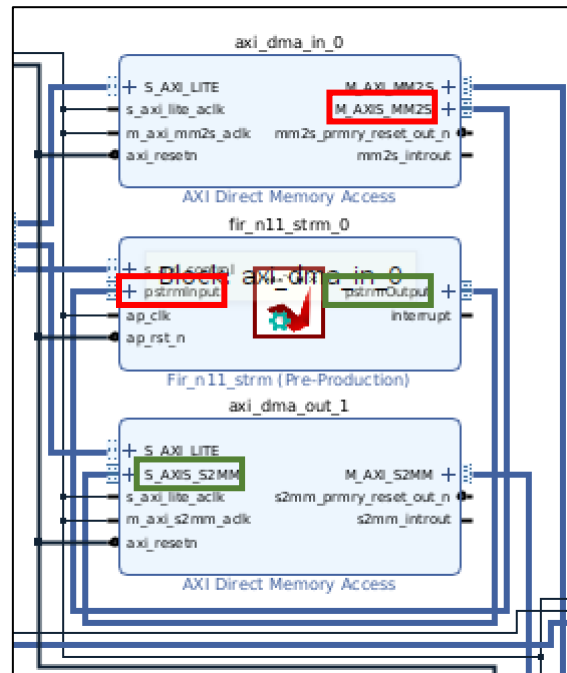 axi_dma_in_0
S_AXI_LITE
M_AXI_MM2S
s_axi_lite_aclk
M_AXIS_MM2S
m_axi_mm2s_aclk
mm2s_prmry_reset_out_n
axi_resetn
mm2s_introut
AXI Direct Memory Access
fir_n11_strm_0
Block: axi_dma_in_0
pstrmInput
pstrmOutput
ap_clk
interrupt
ap_rst_n
Fir_n11_strm (Pre-Production)
axi_dma_out_1
S_AXI_LITE
S_AXIS_S2MM
M_AXI_S2MM
s_axi_lite_aclk
s2mm_prmry_reset_out_n
m_axi_s2mm_aclk
s2mm_introut
axi_resetn
AXI Direct Memory Access